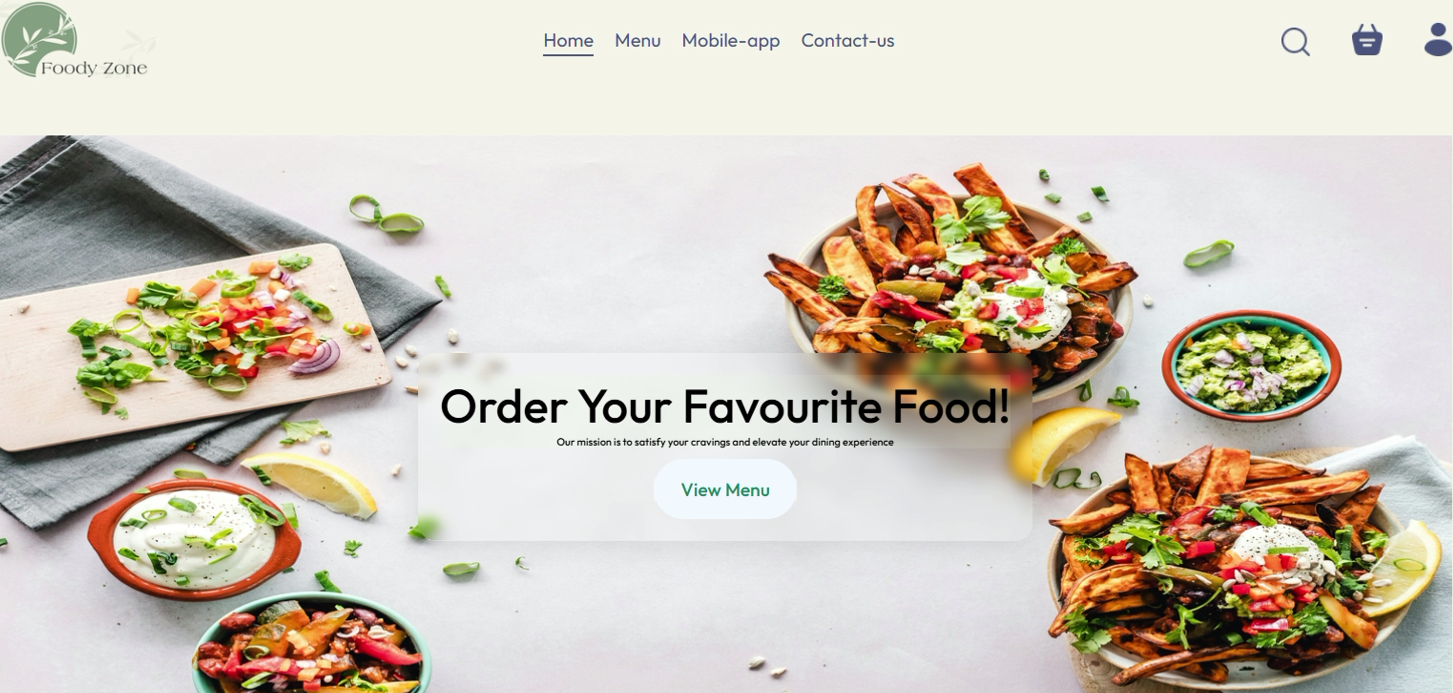 Foody Zone
Home Menu Mobile-app Contact-us
Order Your Favourite Food!
Our mission is to satisfy your cravings and elevate your dining experience
View Menu